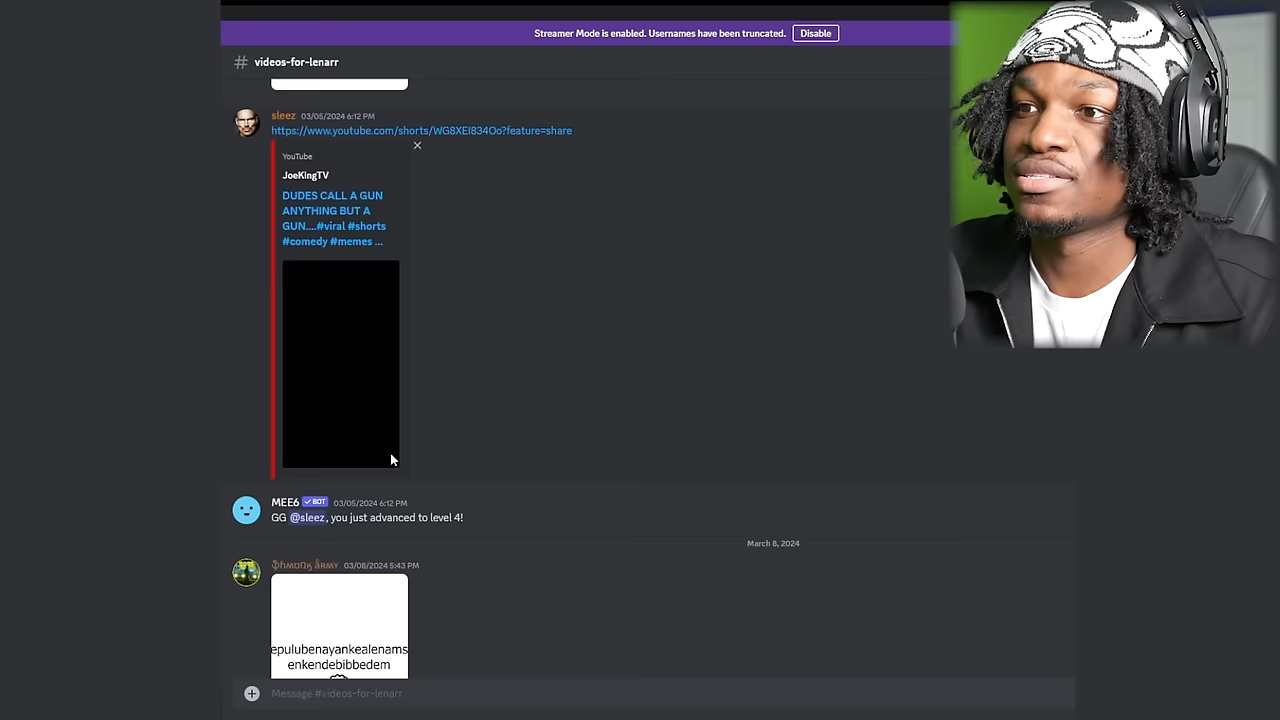 Streamer Mode is enabled. Usernames have been truncated. Disable
# videos-for-lenarr
sleez 03/05/2024 6:12 PM
https://www.youtube.com/shorts/WG8XEI834Oo?feature=share
YouTube
JoeKingTV
DUDES CALL A GUN
ANYTHING BUT A
GUN....#viral #shorts
#comedy #memes ...
MEE6 BOT 03/05/2024 6:12 PM
GG @sleez, you just advanced to level 4!
March 8, 2024
03/08/2024 5:43 PM
epulubenayankealenams
enkendebibbedem
Message #videos-for-lenarr